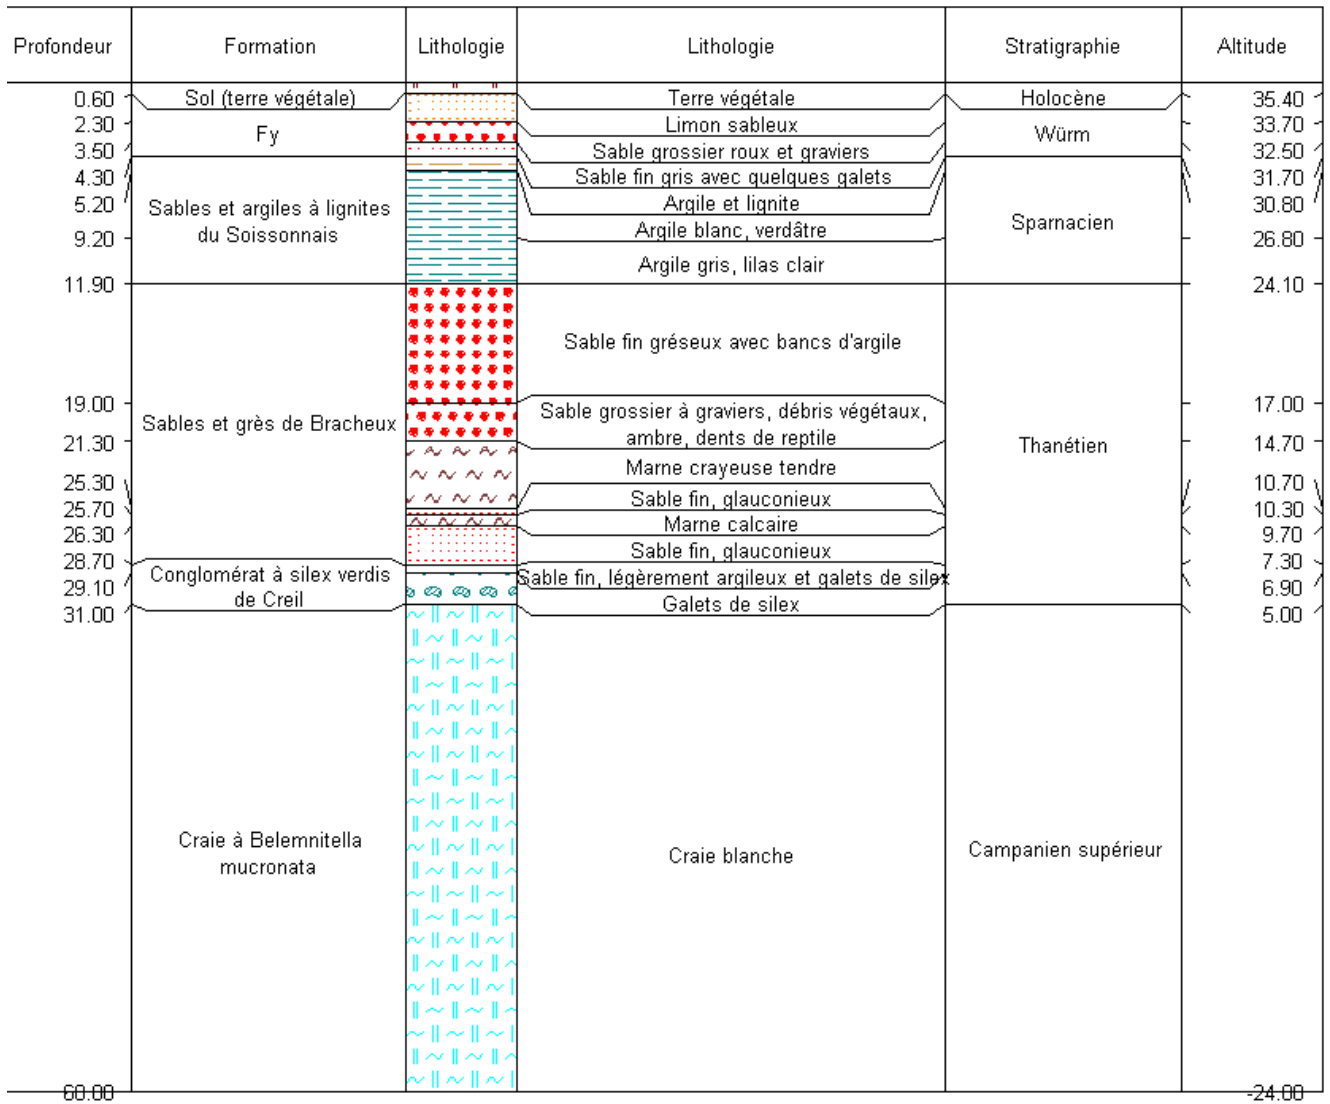 Profondeur Formation Lithologie Lithologie Stratigraphie Altitude
0.60 Sol (terre végétale) Terre végétale Holocène 35.40
2.30 Limon sableux 33.70
Fy Würm
3.50 Sable grossier roux et graviers 32.50
4.30 Sable fin gris avec quelques galets 31.70
5.20 Argile et lignite 30.80
Sables et argiles à lignites
du Soissonnais
Sparnacien
9.20 Argile blanc, verdâtre 26.80
Argile gris, lilas clair
11.90 24.10
Sable fin gréseux avec bancs d'argile
19.00 17.00
Sables et grès de Bracheux
Sable grossier à graviers, débris végétaux,
ambre, dents de reptile
Thanétien
21.30 14.70
Marne crayeuse tendre
25.30 10.70
25.70 Sable fin, glauconieux 10.30
26.30 Marne calcaire 9.70
28.70 Sable fin, glauconieux 7.30
Conglomérat à silex verdis
de Creil
29.10 Sable fin, légèrement argileux et galets de silex 6.90
31.00 Galets de silex 5.00
Craie à Belemnitella
mucronata
Craie blanche
Campanien supérieur
60.00 -24.00